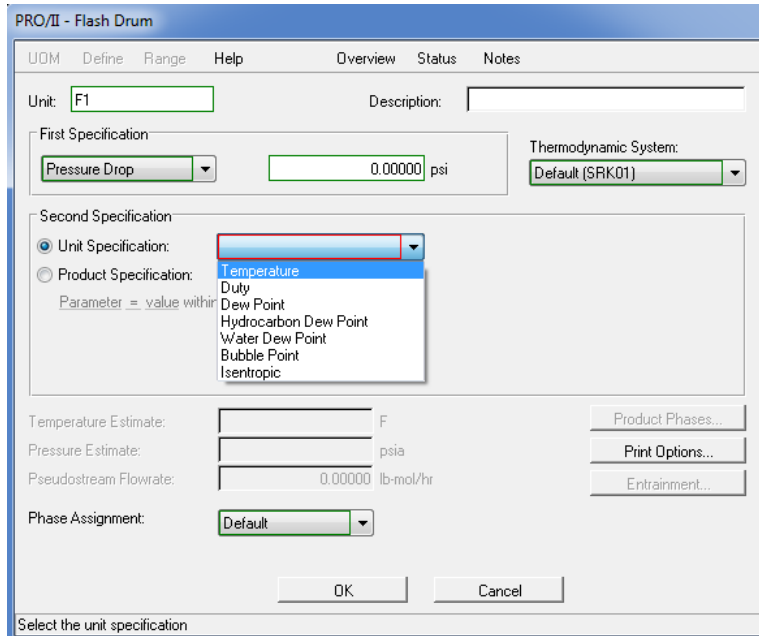 PRO/II - Flash Drum
UOM Define Range Help Overview Status Notes
Unit: F1 Description:
First Specification
Thermodynamic System:
Pressure Drop 0.00000 psi Default (SRK01)
Second Specification
Unit Specification:
Product Specification:
Temperature
Duty
Parameter = value within
Dew Point
Hydrocarbon Dew Point
Water Dew Point
Bubble Point
Isentropic
Temperature Estimate: F Product Phases...
Pressure Estimate: psia Print Options...
Pseudostream Flowrate: 0.00000 lb-mol/hr Entrainment...
Phase Assignment: Default
OK Cancel
Select the unit specification